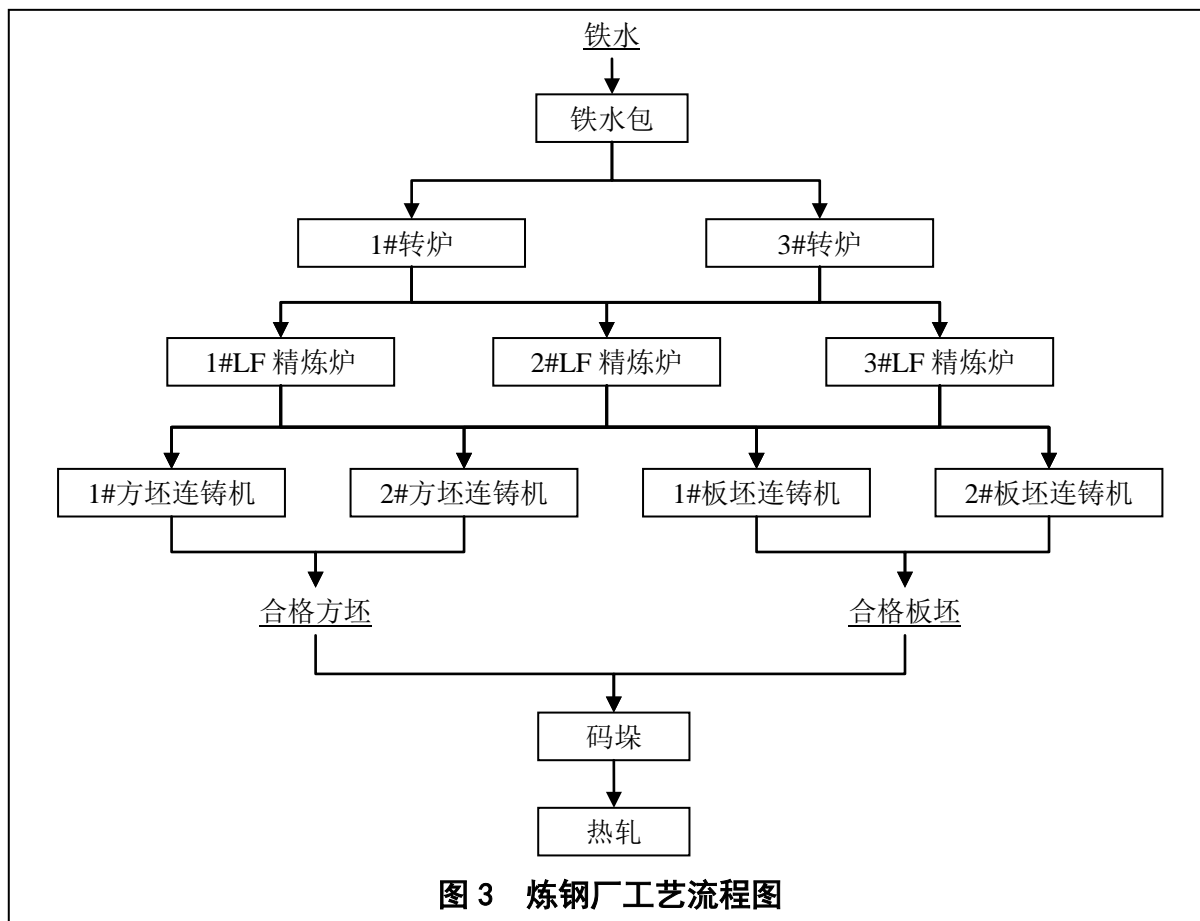 铁水
铁水包
1#转炉
3#转炉
1#LF 精炼炉
2#LF 精炼炉
3#LF 精炼炉
1#方坯连铸机
2#方坯连铸机
1#板坯连铸机
2#板坯连铸机
合格方坯
合格板坯
码垛
热轧
图 3 炼钢厂工艺流程图